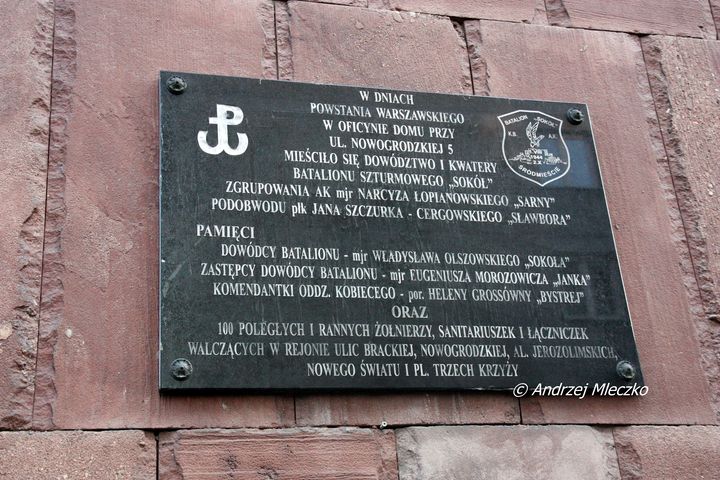 W DNIACH
POWSTANIA WARSZAWSKIEGO
W OFICYNIE DOMU PRZY
UL. NOWOGRODZKIEJ 5
MIEŚCIŁO SIĘ DOWÓDZTWO I KWATERY
BATALIONU SZTURMOWEGO „SOKÓŁ”
ZGRUPOWANIA AK mjr NARCYZA ŁOPIANOWSKIEGO „SARNY”
PODOBWODU płk JANA SZCZURKA - CERGOWSKIEGO „SŁAWBORA”
BATALION „SOKÓŁ”
K.B. A.K.
1944
ŚRÓDMIEŚCIE
PAMIĘCI
DOWÓDCY BATALIONU - mjr WŁADYSŁAWA OLSZOWSKIEGO „SOKOŁA”
ZASTĘPCY DOWÓDCY BATALIONU - mjr EUGENIUSZA MOROZOWICZA „JANKA”
KOMENDANTKI ODDZ. KOBIECEGO - por. HELENY GROSSÓWNY „BYSTREJ”
ORAZ
100 POLEGŁYCH I RANNYCH ŻOŁNIERZY, SANITARIUSZEK I ŁĄCZNICZEK
WALCZĄCYCH W REJONIE ULIC BRACKIEJ, NOWOGRODZKIEJ, AL. JEROZOLIMSKICH,
NOWEGO ŚWIATU I PL. TRZECH KRZYŻY
© Andrzej Mleczko